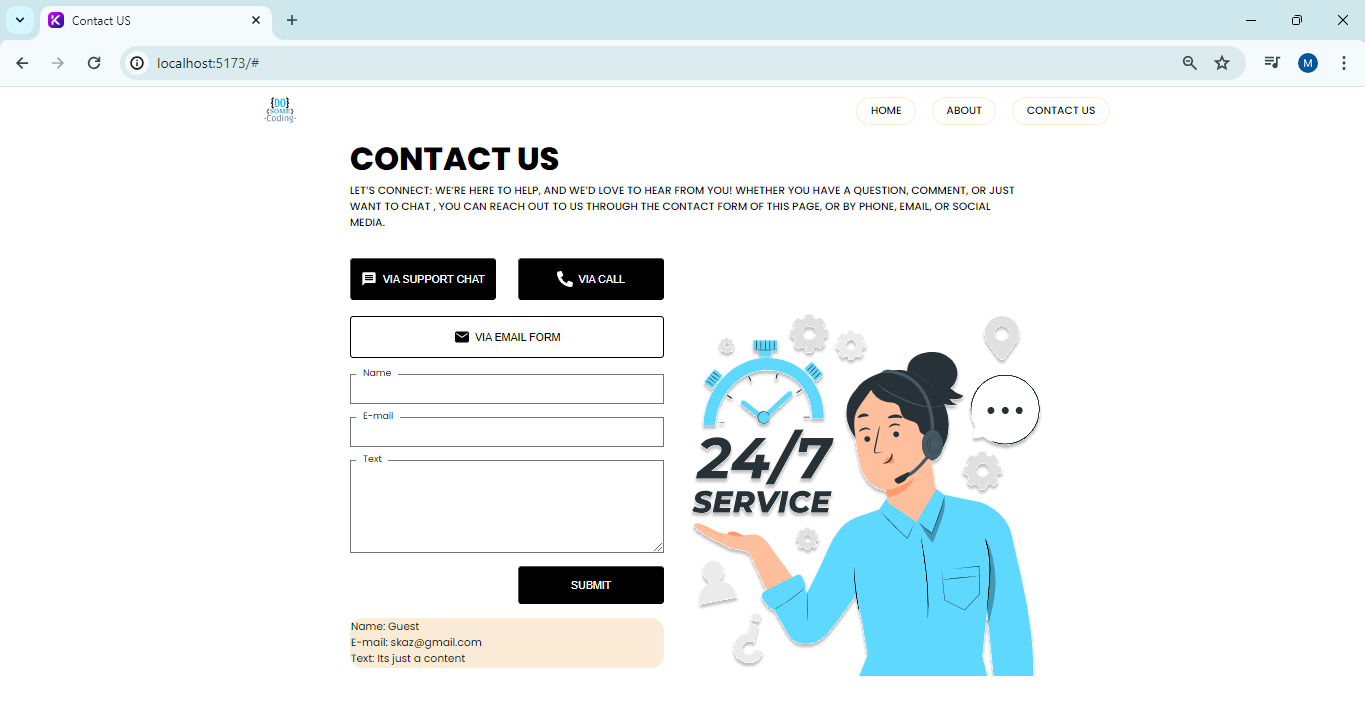 Contact US
localhost:5173/#
M
{DO}
{SOME}
-Coding-
HOME
ABOUT
CONTACT US
CONTACT US
LET'S CONNECT: WE'RE HERE TO HELP, AND WE'D LOVE TO HEAR FROM YOU! WHETHER YOU HAVE A QUESTION, COMMENT, OR JUST
WANT TO CHAT , YOU CAN REACH OUT TO US THROUGH THE CONTACT FORM OF THIS PAGE, OR BY PHONE, EMAIL, OR SOCIAL
MEDIA.
VIA SUPPORT CHAT
VIA CALL
VIA EMAIL FORM
Name
E-mail
Text
SUBMIT
Name: Guest
E-mail: skaz@gmail.com
Text: Its just a content
24/7
SERVICE